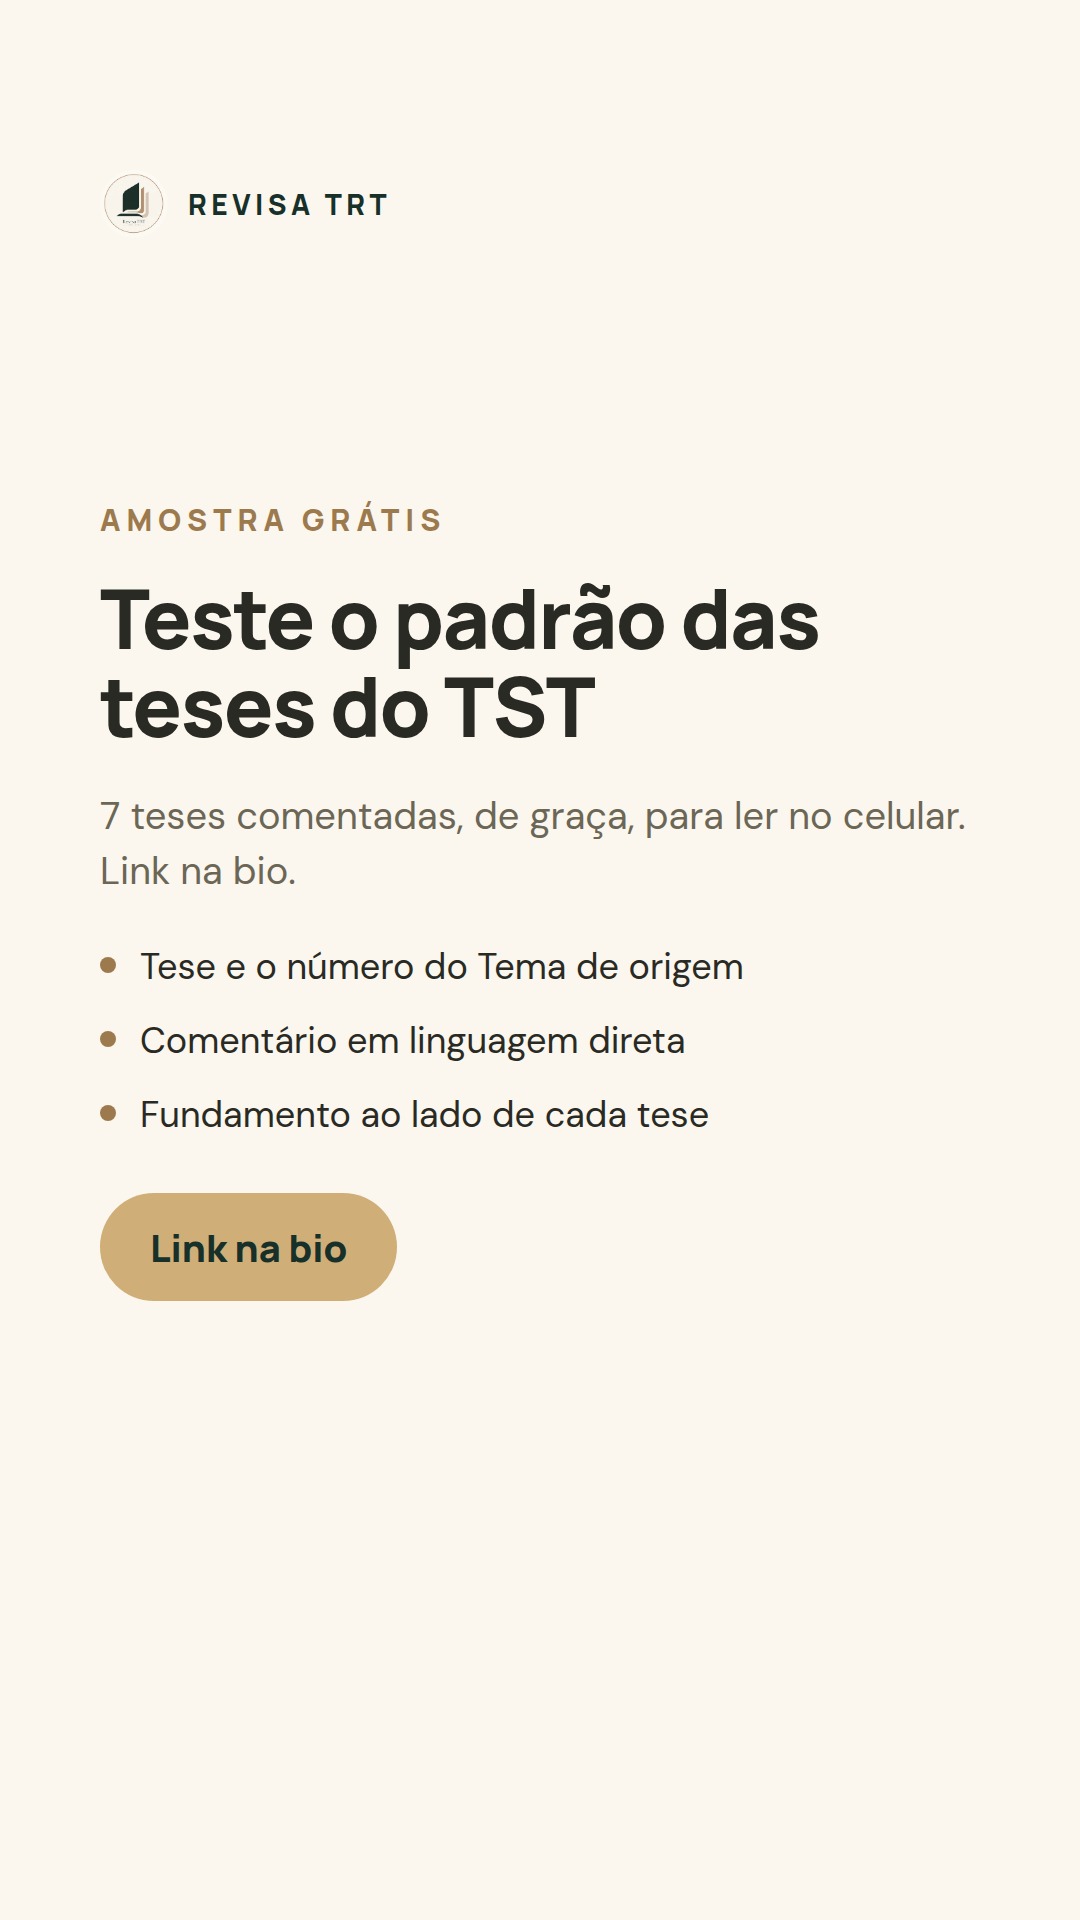 REVISA TRT
AMOSTRA GRÁTIS
Teste o padrão das
teses do TST
7 teses comentadas, de graça, para ler no celular.
Link na bio.
Tese e o número do Tema de origem
Comentário em linguagem direta
Fundamento ao lado de cada tese
Link na bio